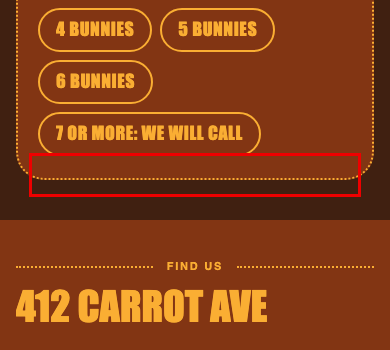 4 BUNNIES
5 BUNNIES
6 BUNNIES
7 OR MORE: WE WILL CALL
FIND US
412 CARROT AVE